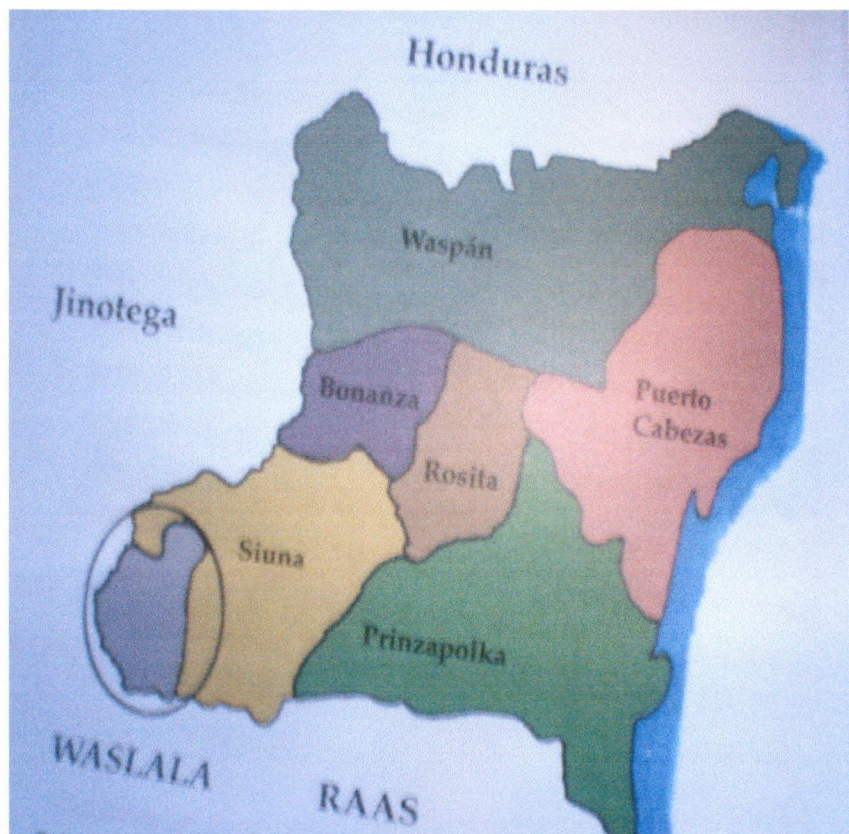 Honduras
Waspán
Jinotega
Bonanza
Puerto
Cabezas
Rosita
Siuna
Prinzapolka
WASLALA
RAAS